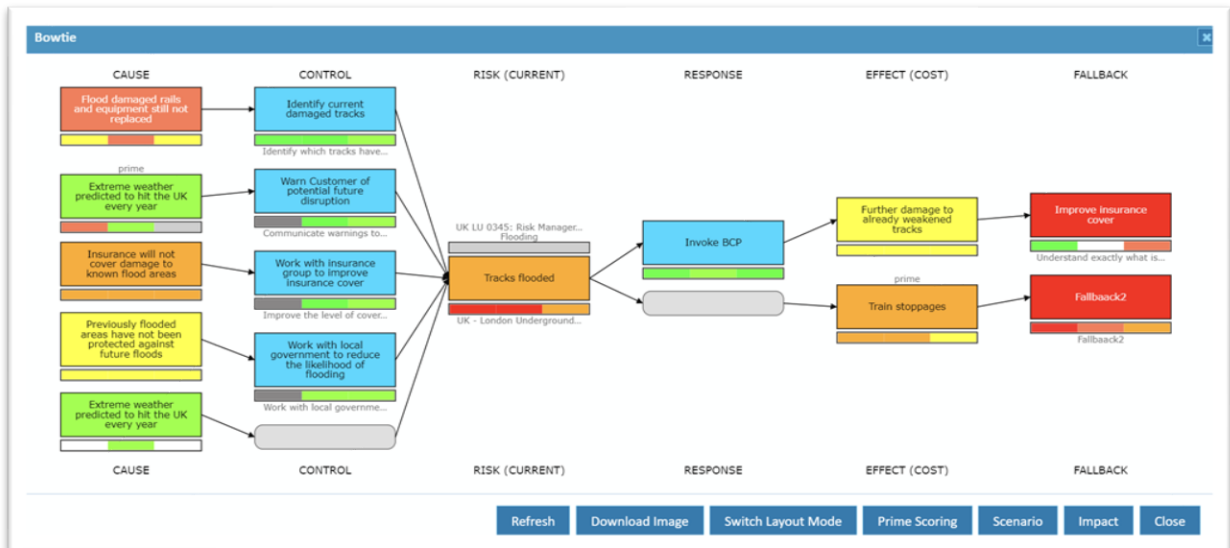 Bowtie
CAUSE
CONTROL
RISK (CURRENT)
RESPONSE
EFFECT (COST)
FALLBACK
Flood damaged rails
and equipment still not
replaced
prime
Extreme weather
predicted to hit the UK
every year
Insurance will not
cover damage to
known flood areas
Previously flooded
areas have not been
protected against
future floods
Extreme weather
predicted to hit the UK
every year
Identify current
damaged tracks
Identify which tracks have...
Warn Customer of
potential future
disruption
Communicate warnings to...
Work with insurance
group to improve
insurance cover
Improve the level of cover...
Work with local
government to reduce
the likelihood of
flooding
Work with local governme...
UK LU 0345: Risk Manager...
Flooding
Tracks flooded
UK - London Underground...
Invoke BCP
Further damage to
already weakened
tracks
prime
Train stoppages
Improve insurance
cover
Understand exactly what is...
Fallbaack2
Fallbaack2
CAUSE
CONTROL
RISK (CURRENT)
RESPONSE
EFFECT (COST)
FALLBACK
Refresh
Download Image
Switch Layout Mode
Prime Scoring
Scenario
Impact
Close